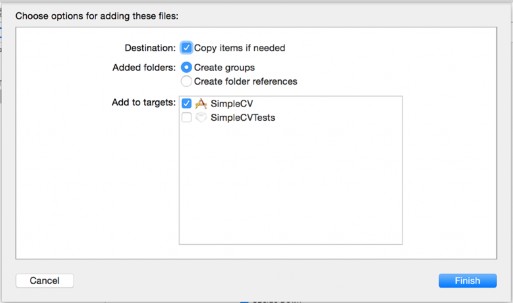 Choose options for adding these files:
Destination: Copy items if needed
Added folders: Create groups
Create folder references
Add to targets: SimpleCV
SimpleCVTests
Cancel Finish